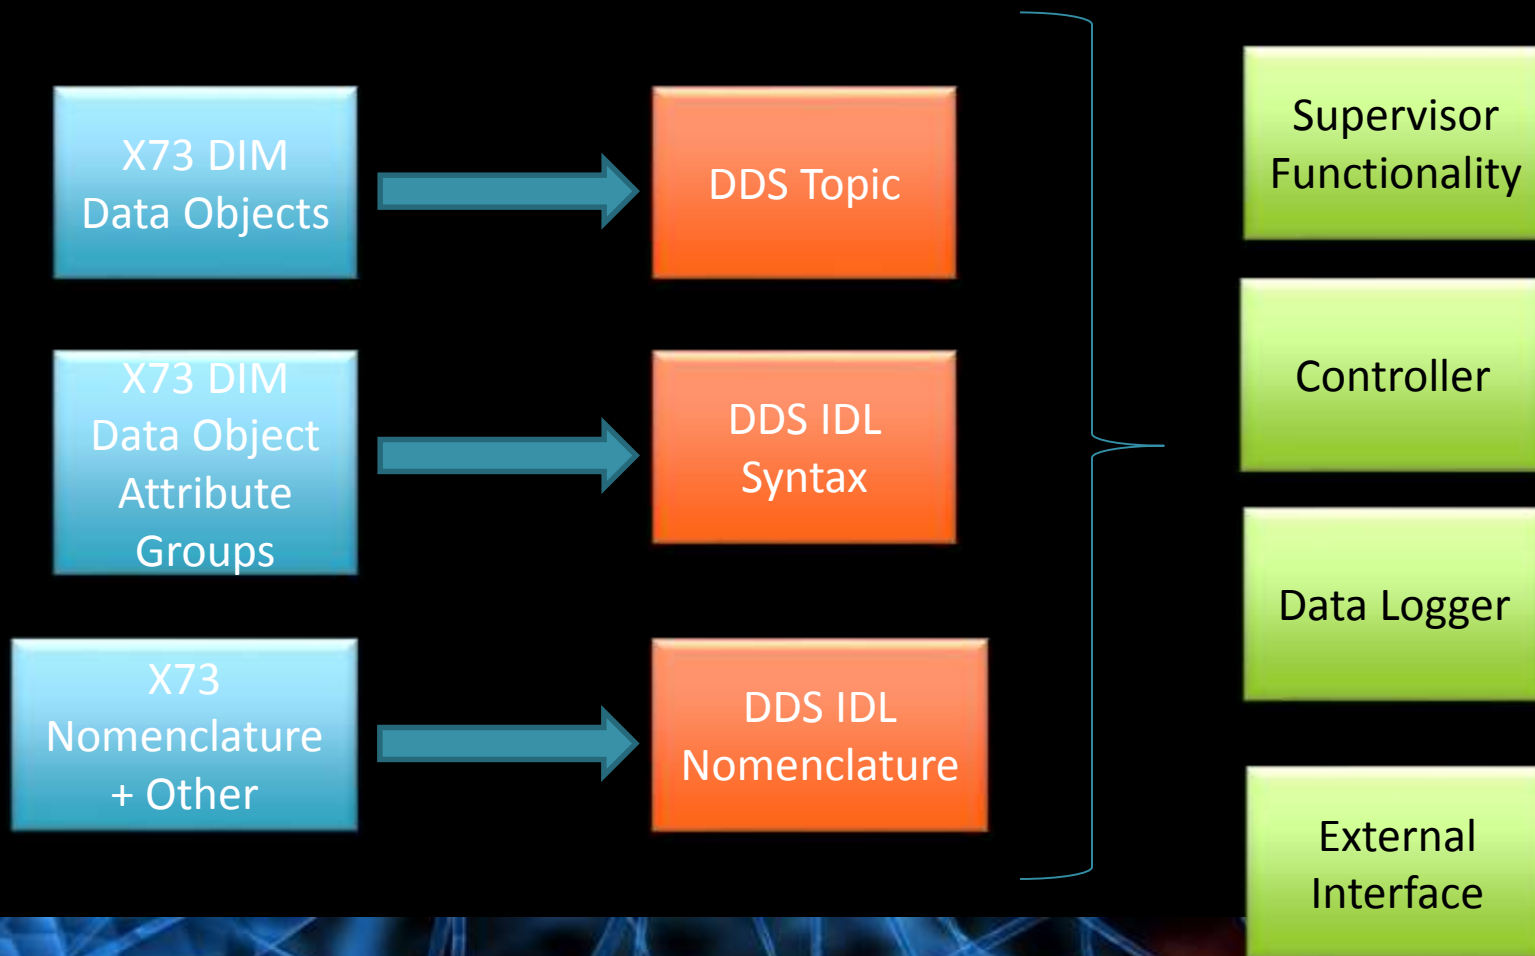 X73 DIM
Data Objects
DDS Topic
Supervisor
Functionality
X73 DIM
Data Object
Attribute
Groups
DDS IDL
Syntax
Controller
X73
Nomenclature
+ Other
DDS IDL
Nomenclature
Data Logger
External
Interface